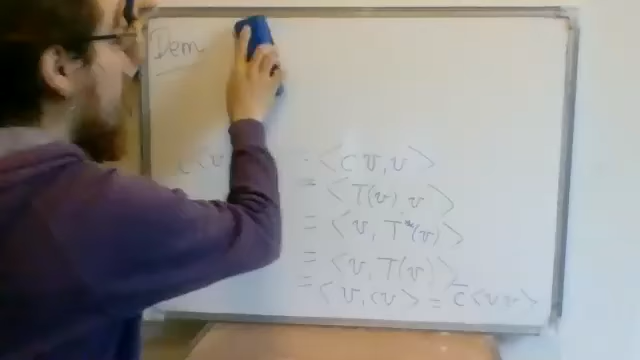 Dem
c<v = <cv, v>
= <T(v) v>
= <v, T*(v)>
= <v, T(v)>
= <v, cv> = c̄<v v>